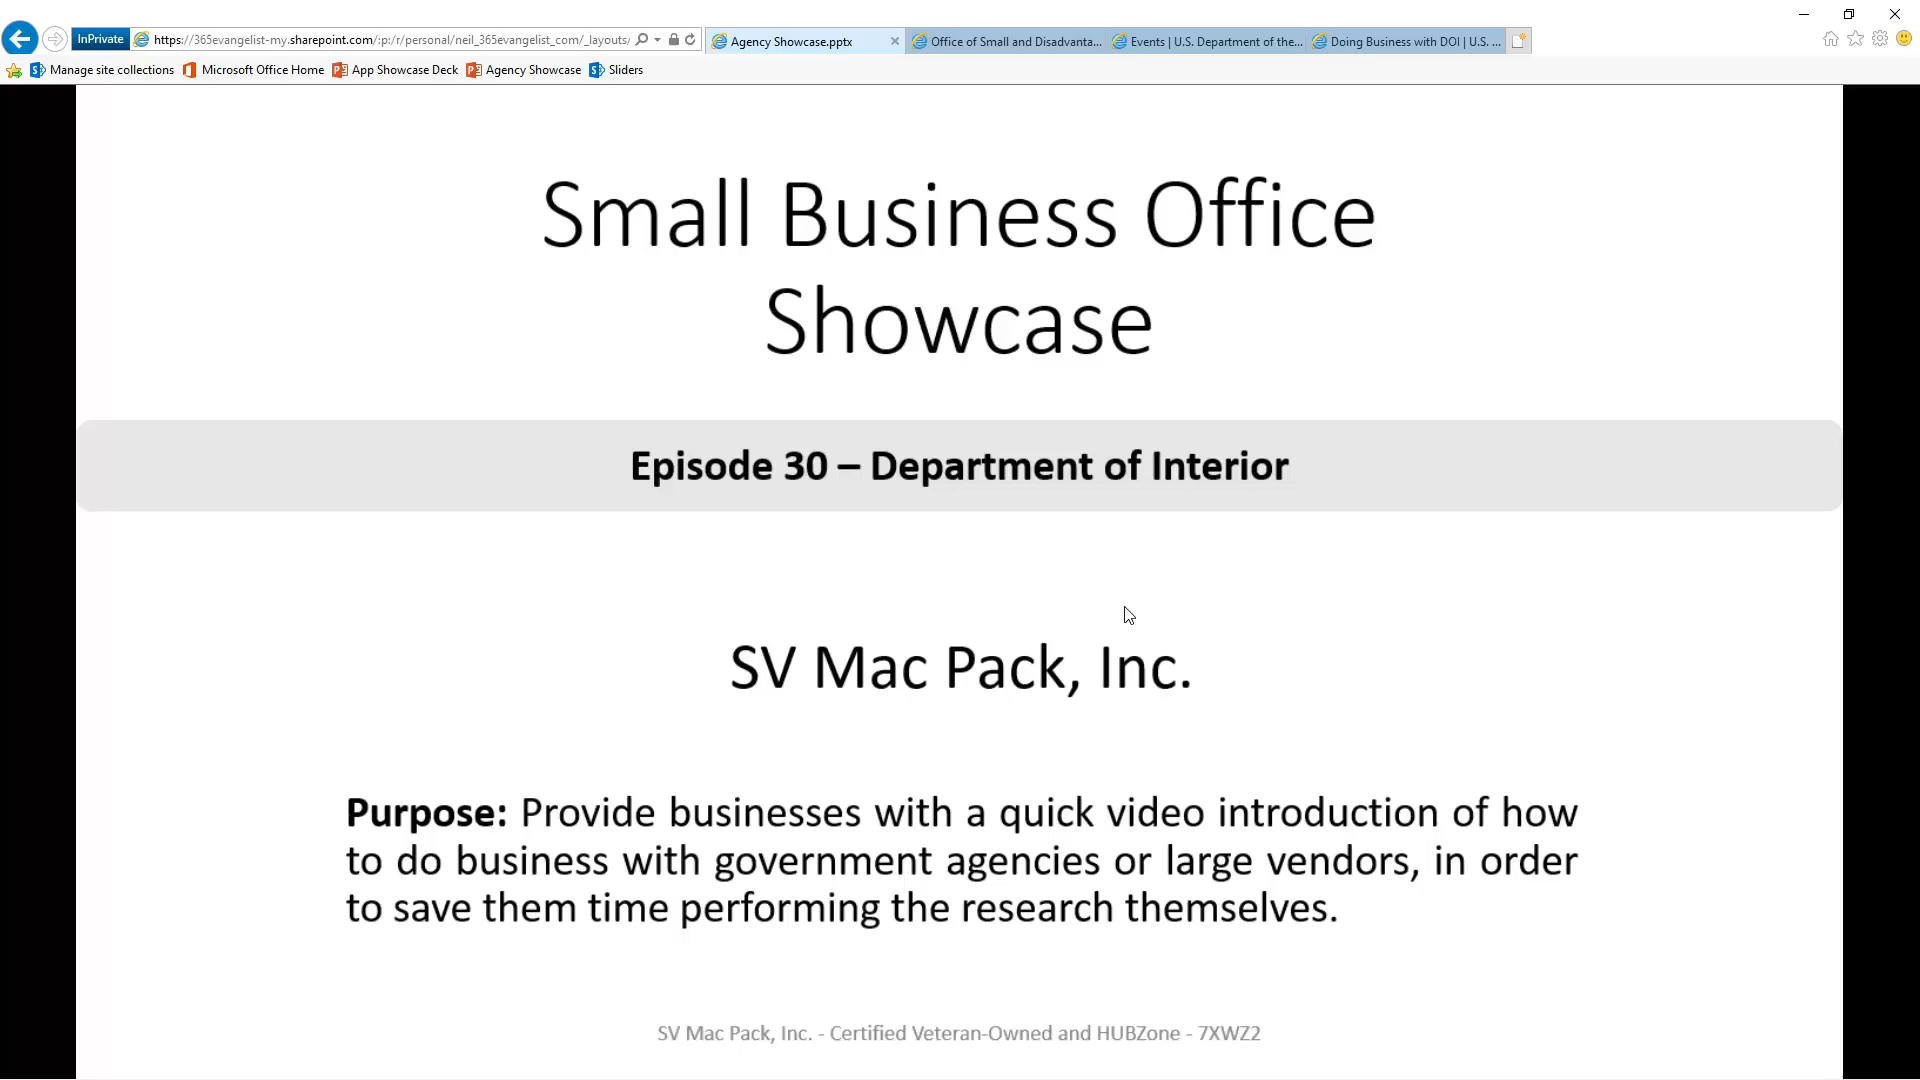 InPrivate https://365evangelist-my.sharepoint.com/:p:/r/personal/neil_365evangelist_com/_layouts/ Agency Showcase.pptx Office of Small and Disadvanta... Events | U.S. Department of the... Doing Business with DOI | U.S. ...
Manage site collections Microsoft Office Home App Showcase Deck Agency Showcase Sliders
Small Business Office
Showcase
Episode 30 – Department of Interior
SV Mac Pack, Inc.
Purpose: Provide businesses with a quick video introduction of how
to do business with government agencies or large vendors, in order
to save them time performing the research themselves.
SV Mac Pack, Inc. - Certified Veteran-Owned and HUBZone - 7XWZ2